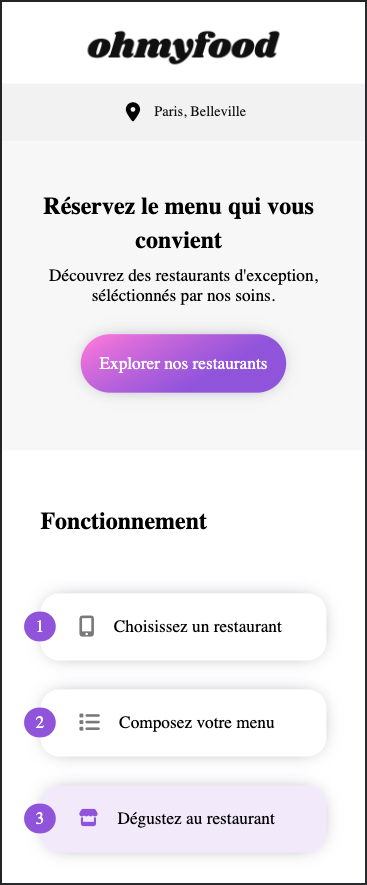 ohmyfood
Paris, Belleville
Réservez le menu qui vous
convient
Découvrez des restaurants d'exception,
séléctionnés par nos soins.
Explorer nos restaurants
Fonctionnement
1 Choisissez un restaurant
2 Composez votre menu
3 Dégustez au restaurant